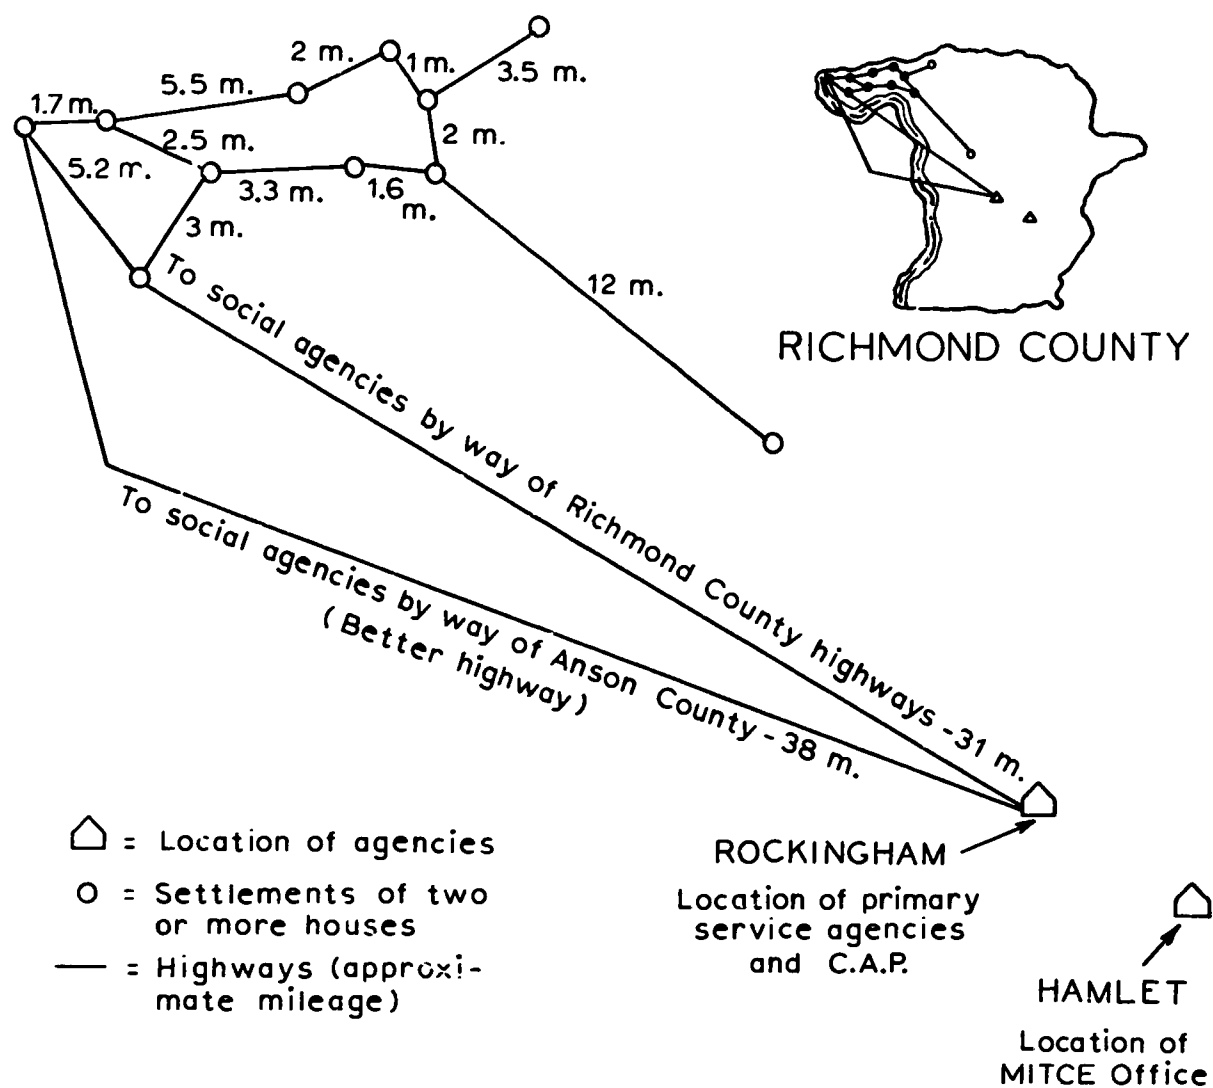 2 m.
1 m.
3.5 m.
5.5 m.
1.7 m.
2.5 m.
2 m.
5.2 m.
3.3 m.
1.6
m.
3 m.
12 m.
RICHMOND COUNTY
To social agencies by way of Richmond County highways - 31 m.
To social agencies by way of Anson County - 38 m.
(Better highway)
= Location of agencies
= Settlements of two
or more houses
= Highways (approxi-
mate mileage)
ROCKINGHAM
Location of primary
service agencies
and C.A.P.
HAMLET
Location of
MITCE Office